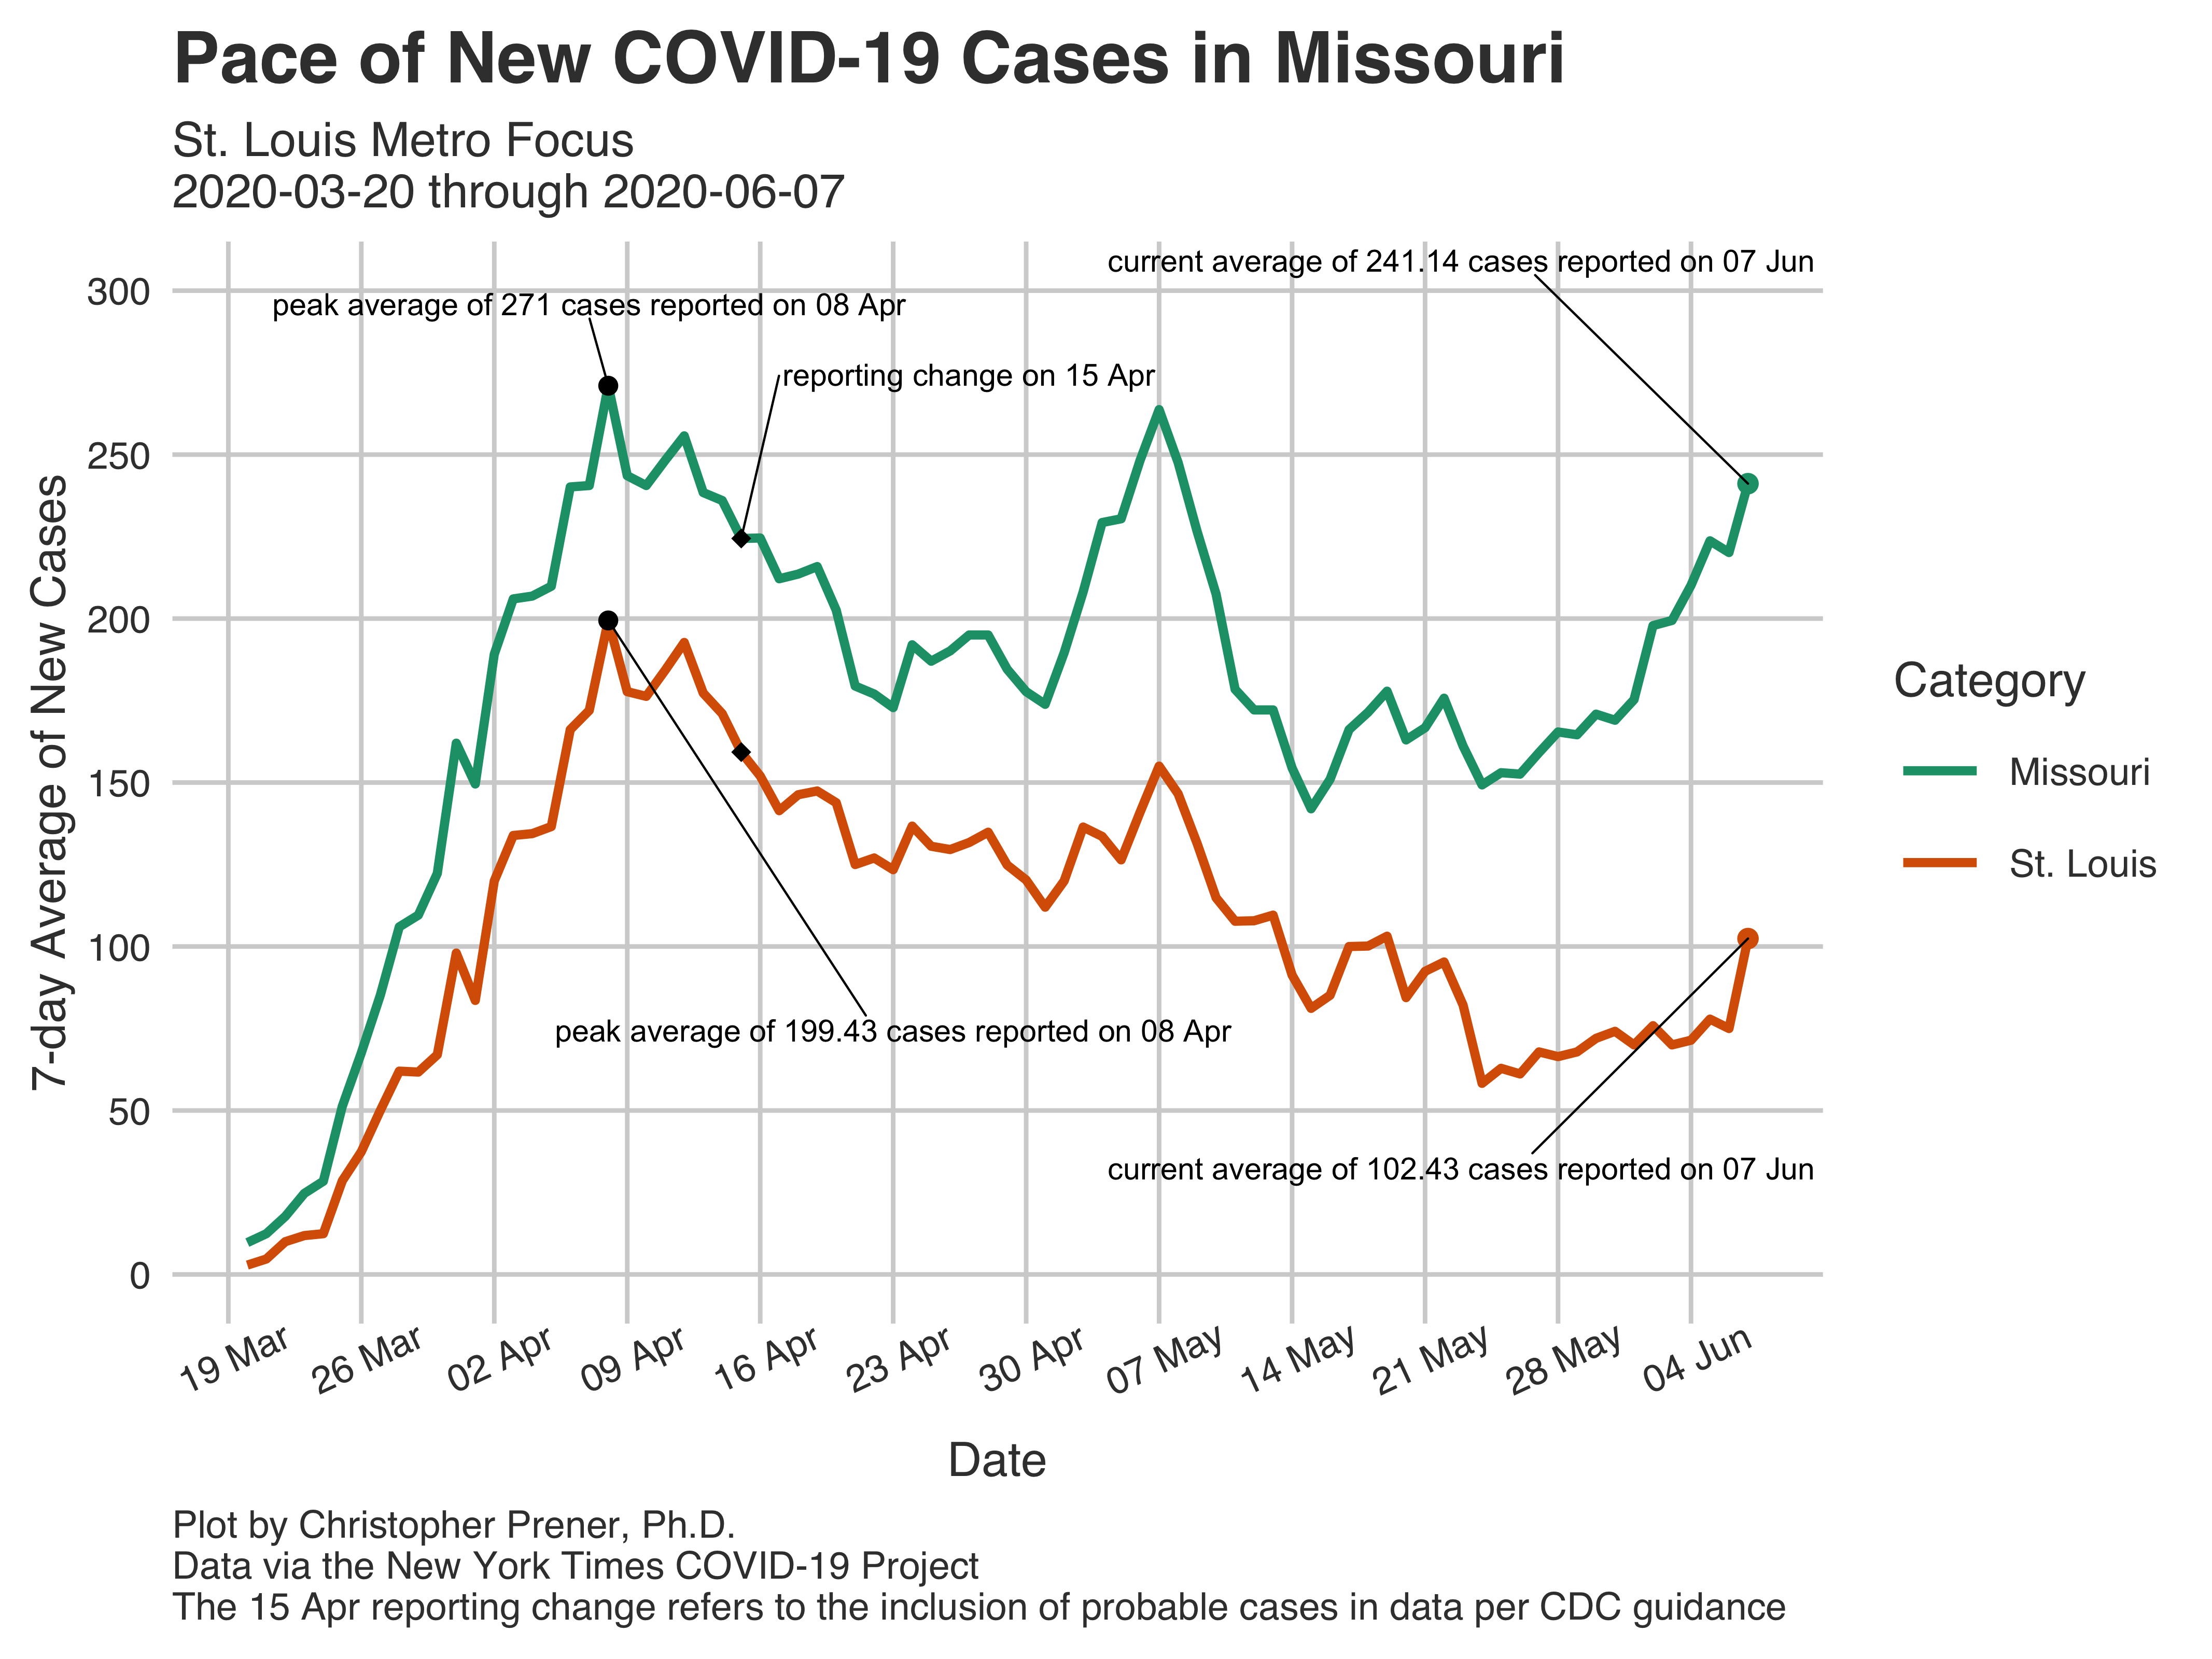 Pace of New COVID-19 Cases in Missouri
St. Louis Metro Focus
2020-03-20 through 2020-06-07
current average of 241.14 cases reported on 07 Jun
300
peak average of 271 cases reported on 08 Apr
reporting change on 15 Apr
250
7-day Average of New Cases
200
Category
Missouri
150
St. Louis
100
peak average of 199.43 cases reported on 08 Apr
50
current average of 102.43 cases reported on 07 Jun
0
19 Mar
26 Mar
02 Apr
09 Apr
16 Apr
23 Apr
30 Apr
07 May
14 May
21 May
28 May
04 Jun
Date
Plot by Christopher Prener, Ph.D.
Data via the New York Times COVID-19 Project
The 15 Apr reporting change refers to the inclusion of probable cases in data per CDC guidance